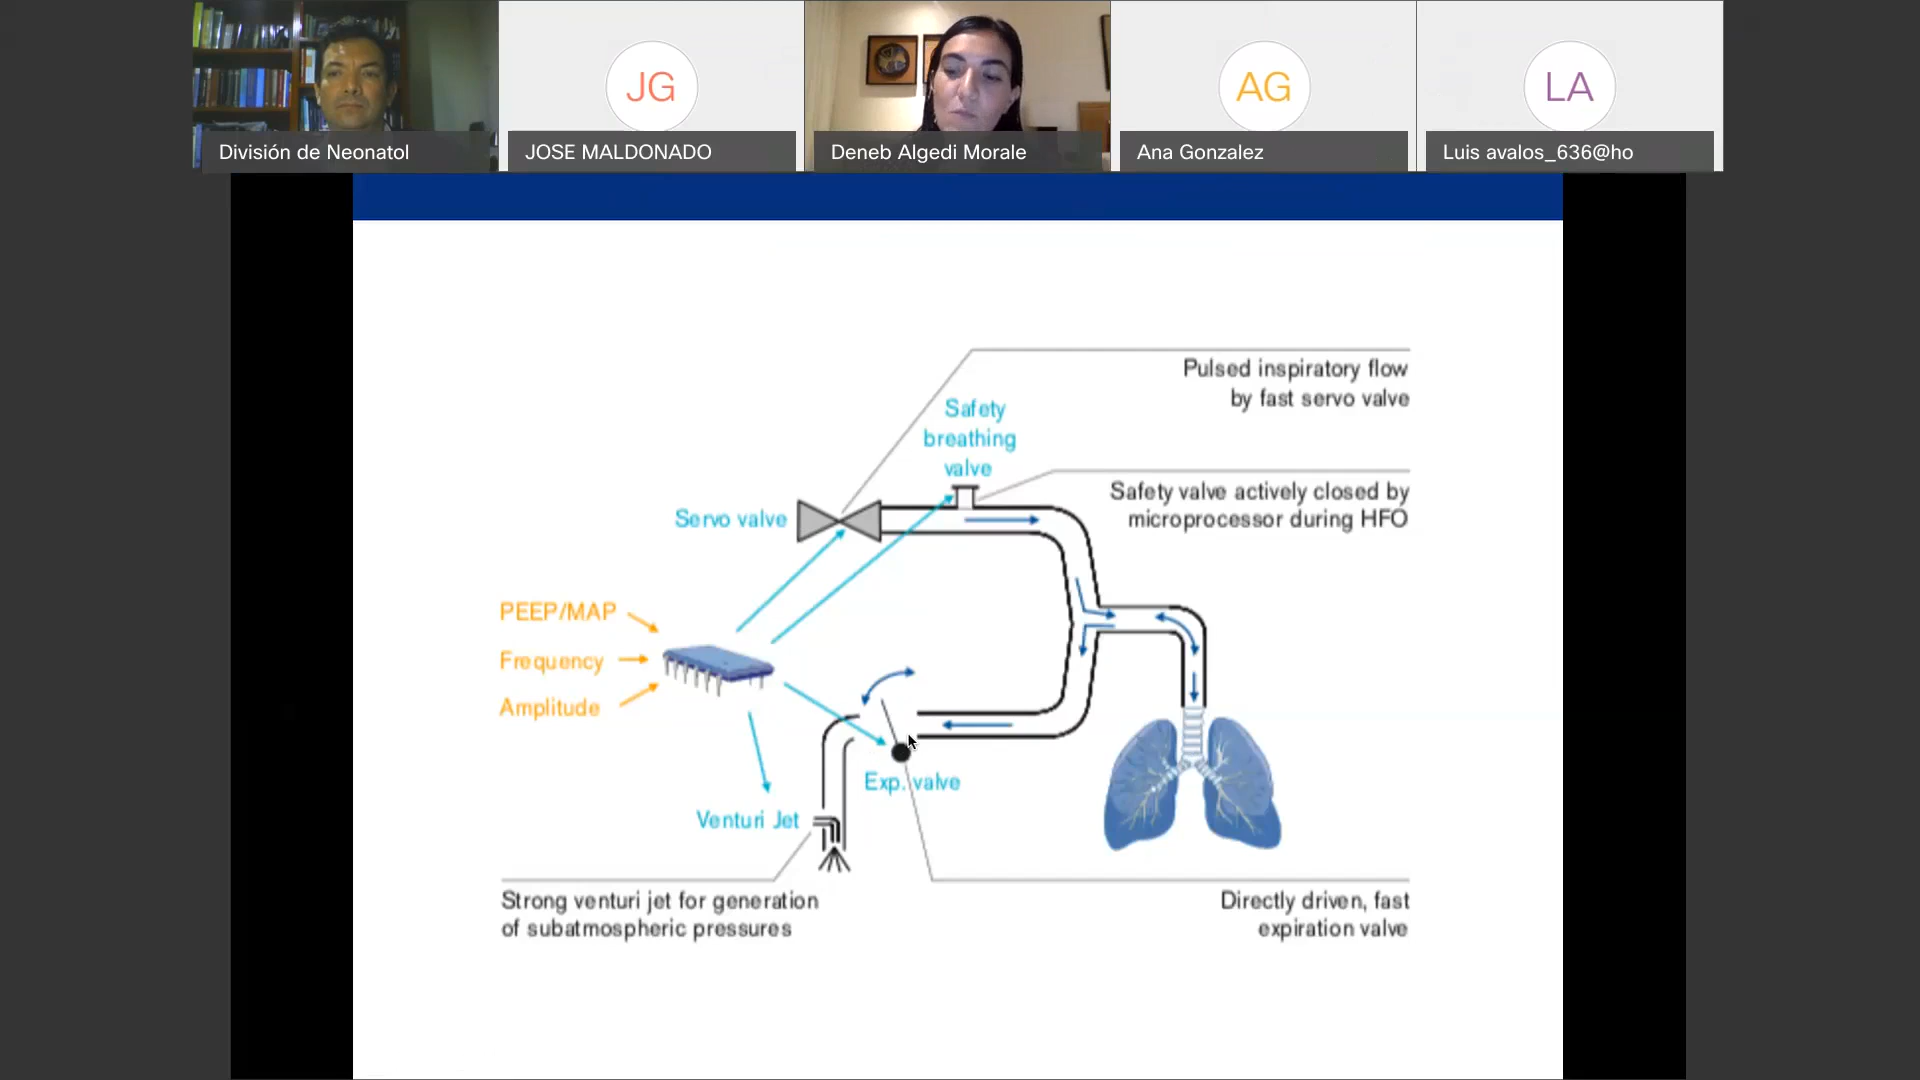 JG
AG
LA
División de Neonatol
JOSE MALDONADO
Deneb Algedi Morale
Ana Gonzalez
Luis avalos_636@ho
Pulsed inspiratory flow
by fast servo valve
Safety
breathing
valve
Safety valve actively closed by
microprocessor during HFO
Servo valve
PEEP/MAP
Frequency
Amplitude
Exp. valve
Venturi Jet
Strong venturi jet for generation
of subatmospheric pressures
Directly driven, fast
expiration valve